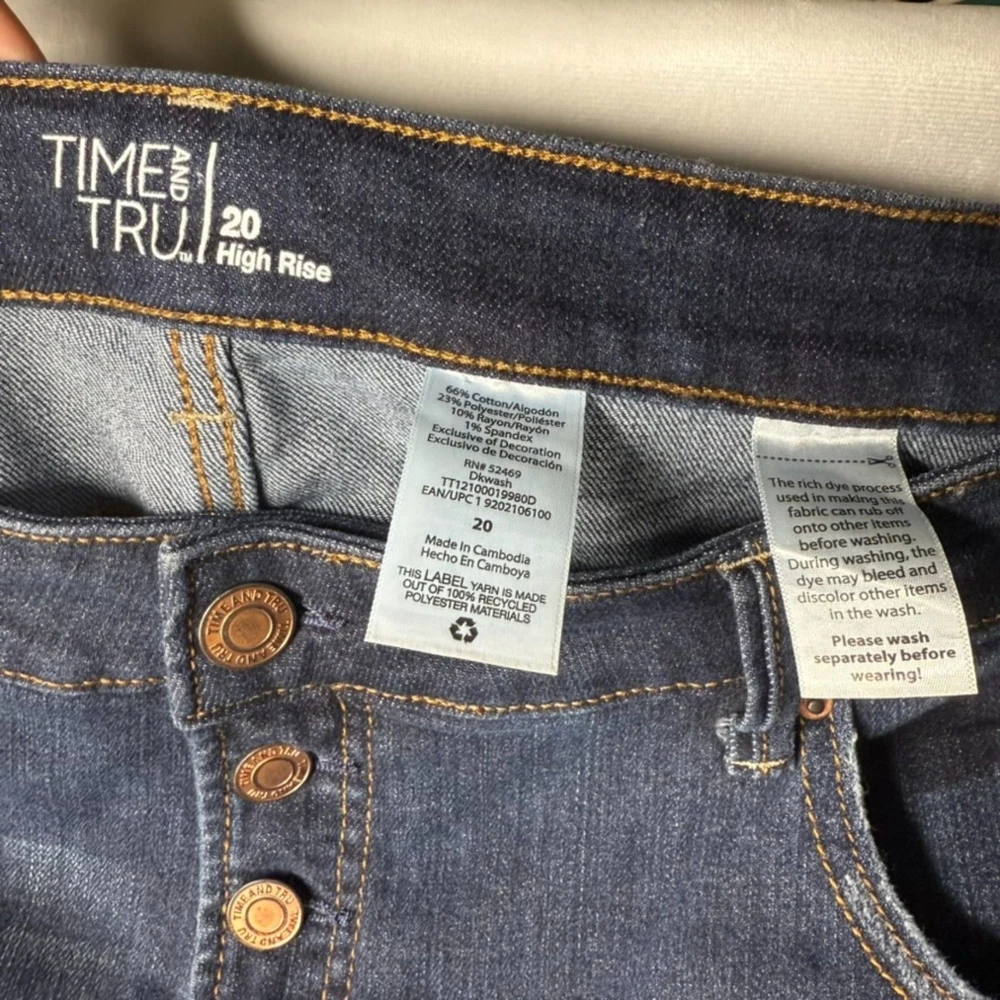 TIME
AND
TRU™
20
High Rise
66% Cotton/Algodón
23% Polyester/Poliéster
10% Rayon/Rayón
1% Spandex
Exclusive of Decoration
Exclusivo de Decoración
RN# 52469
Dkwash
TT12100019980D
EAN/UPC 1 9202106100
20
Made in Cambodia
Hecho En Camboya
THIS LABEL YARN IS MADE
OUT OF 100% RECYCLED
POLYESTER MATERIALS
The rich dye process
used in making this
fabric can rub off
onto other items
before washing.
During washing, the
dye may bleed and
discolor other items
in the wash.
Please wash
separately before
wearing!
TIME AND TRU
TIME AND TRU
TIME AND TRU
TIME AND TRU